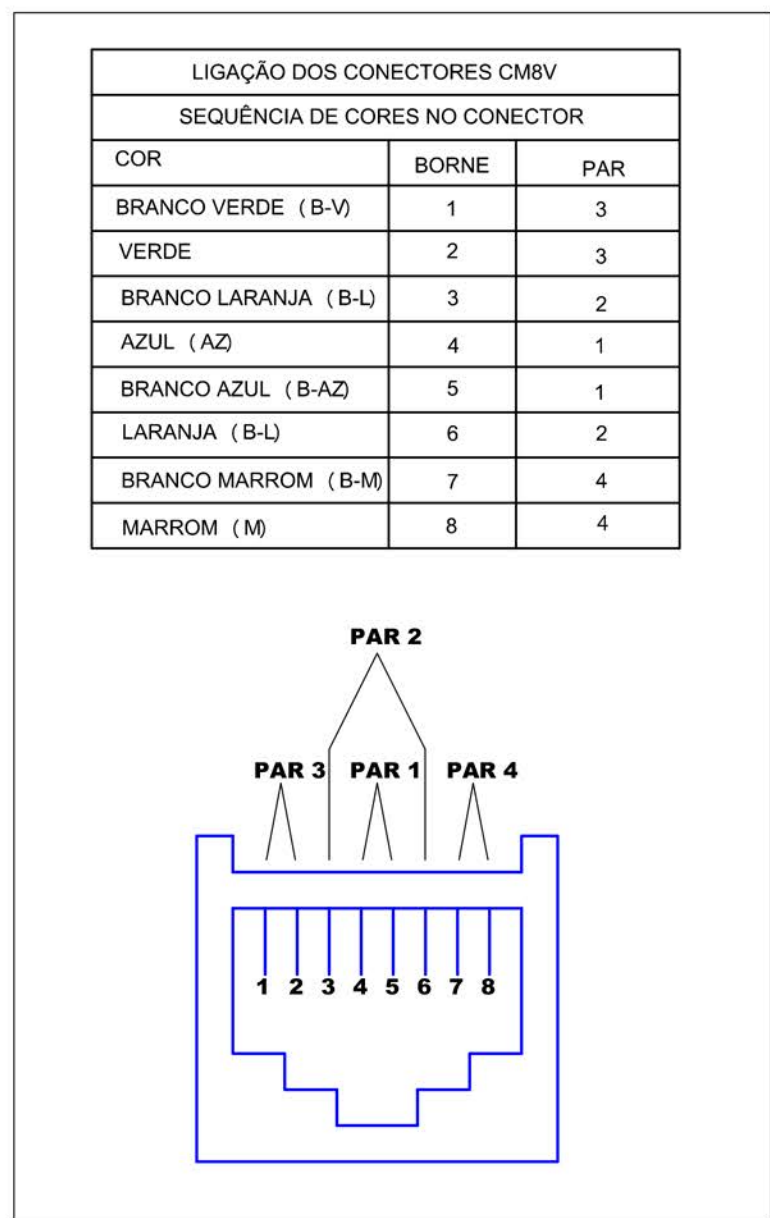 LIGAÇÃO DOS CONECTORES CM8V
SEQUÊNCIA DE CORES NO CONECTOR
COR BORNE PAR
BRANCO VERDE ( B-V) 1 3
VERDE 2 3
BRANCO LARANJA ( B-L) 3 2
AZUL ( AZ) 4 1
BRANCO AZUL ( B-AZ) 5 1
LARANJA ( B-L) 6 2
BRANCO MARROM ( B-M) 7 4
MARROM ( M) 8 4
PAR 2
PAR 3 PAR 1 PAR 4
1 2 3 4 5 6 7 8